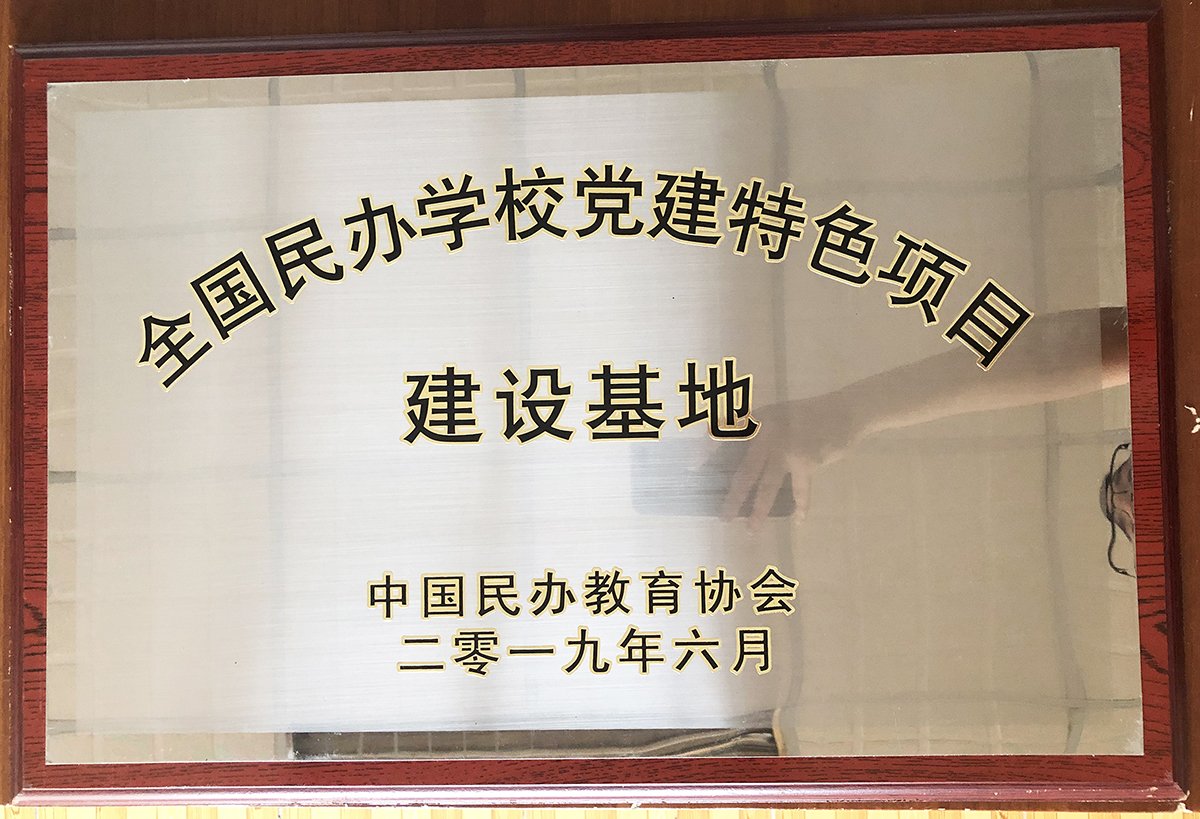 全国民办学校党建特色项目
建设基地
中国民办教育协会
二零一九年六月